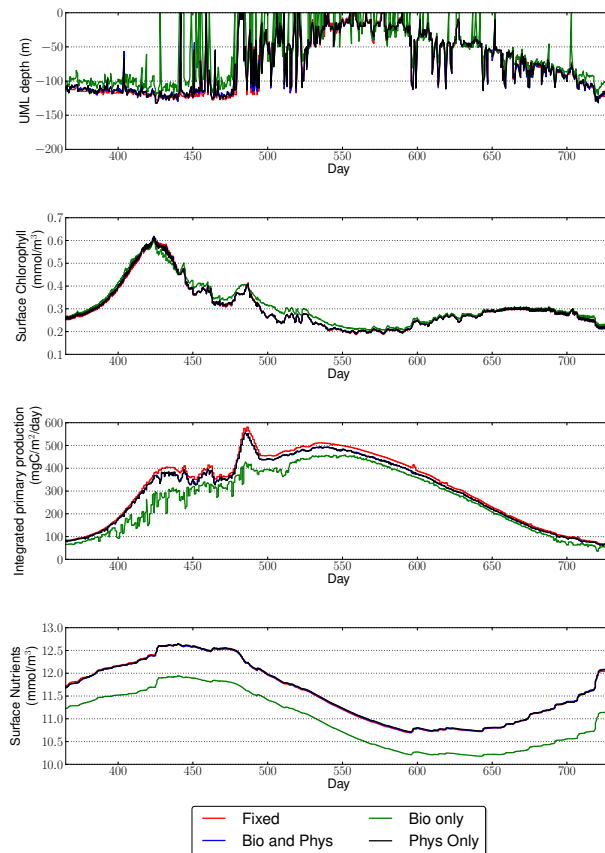 0
−50
−100
−150
−200
UML depth (m)
400 450 500 550 600 650 700
Day
0.7
0.6
0.5
0.4
0.3
0.2
0.1
Surface Chlorophyll
(mmol/m³)
400 450 500 550 600 650 700
Day
600
500
400
300
200
100
0
Integrated primary production
(mgC/m²/day)
400 450 500 550 600 650 700
Day
13.0
12.5
12.0
11.5
11.0
10.5
10.0
Surface Nutrients
(mmol/m³)
400 450 500 550 600 650 700
Day
Fixed Bio only
Bio and Phys Phys Only